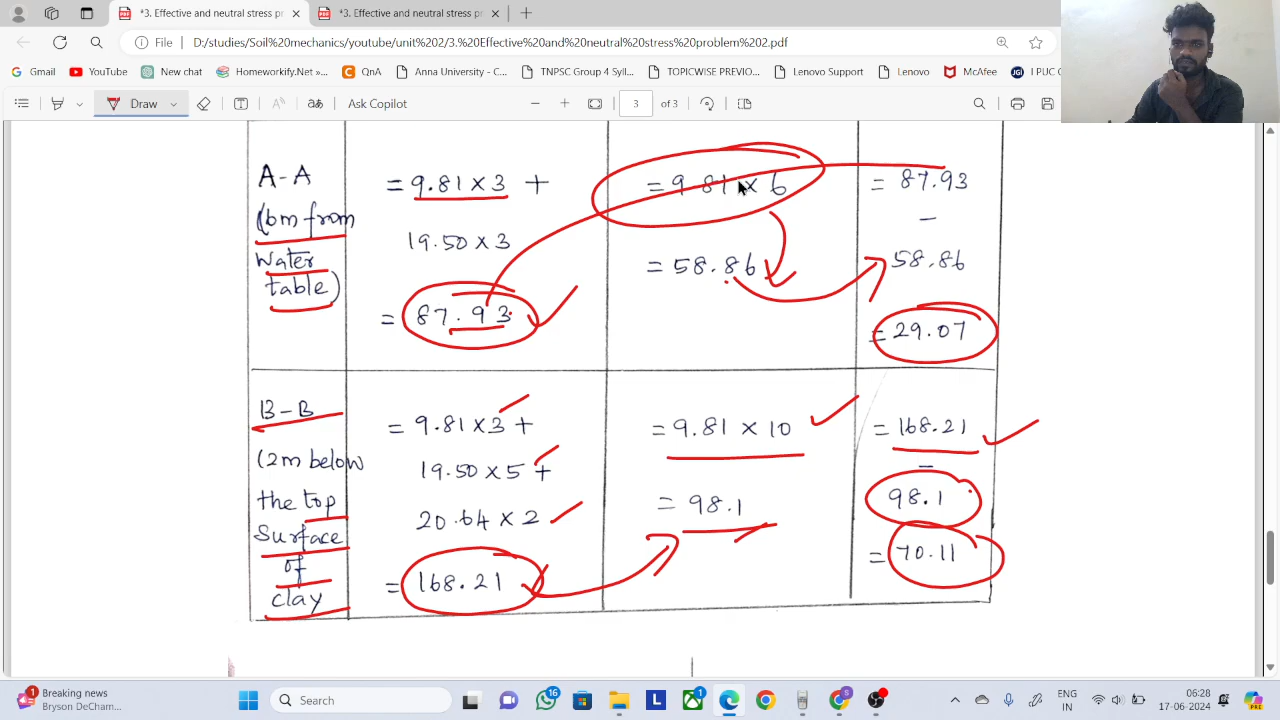 *3. Effective and neutral stress pr
*3. Effective and neutral stress pr
File
D:/studies/Soil%20mechanics/youtube/unit%202/3.%20effective%20and%20neutral%20stress%20problem%202.pdf
Gmail
YouTube
New chat
Homeworkify.Net>...
QnA
Anna University, C...
TNPSC Group 4 Syll...
TOPICWISE PREVIO...
Lenovo Support
Lenovo
McAfee
I PUC C
Draw
Ask Copilot
3
of 3
A-A
(6m from
water
table)
= 9.81 × 3 +
19.50 × 3
= 87.93
= 9.81 × 6
= 58.86
= 87.93
-
58.86
= 29.07
B-B
(2m below
the top
Surface
of
clay
= 9.81 × 3 +
19.50 × 5 +
20.64 × 2
= 168.21
= 9.81 × 10
= 98.1
= 168.21
-
98.1
= 70.11
Breaking news
Bryson DeCham...
Search
16
1
ENG
IN
06:28
17-06-2024